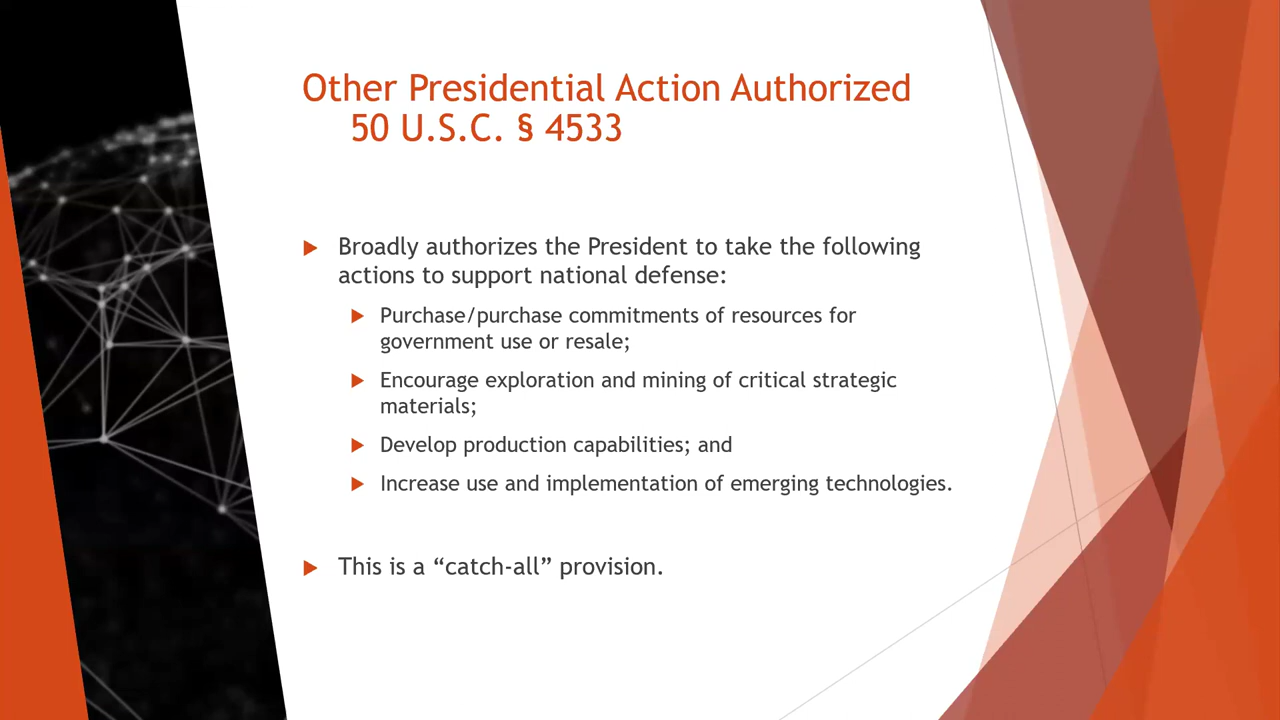 Other Presidential Action Authorized
50 U.S.C. § 4533
Broadly authorizes the President to take the following
actions to support national defense:
Purchase/purchase commitments of resources for
government use or resale;
Encourage exploration and mining of critical strategic
materials;
Develop production capabilities; and
Increase use and implementation of emerging technologies.
This is a “catch-all” provision.